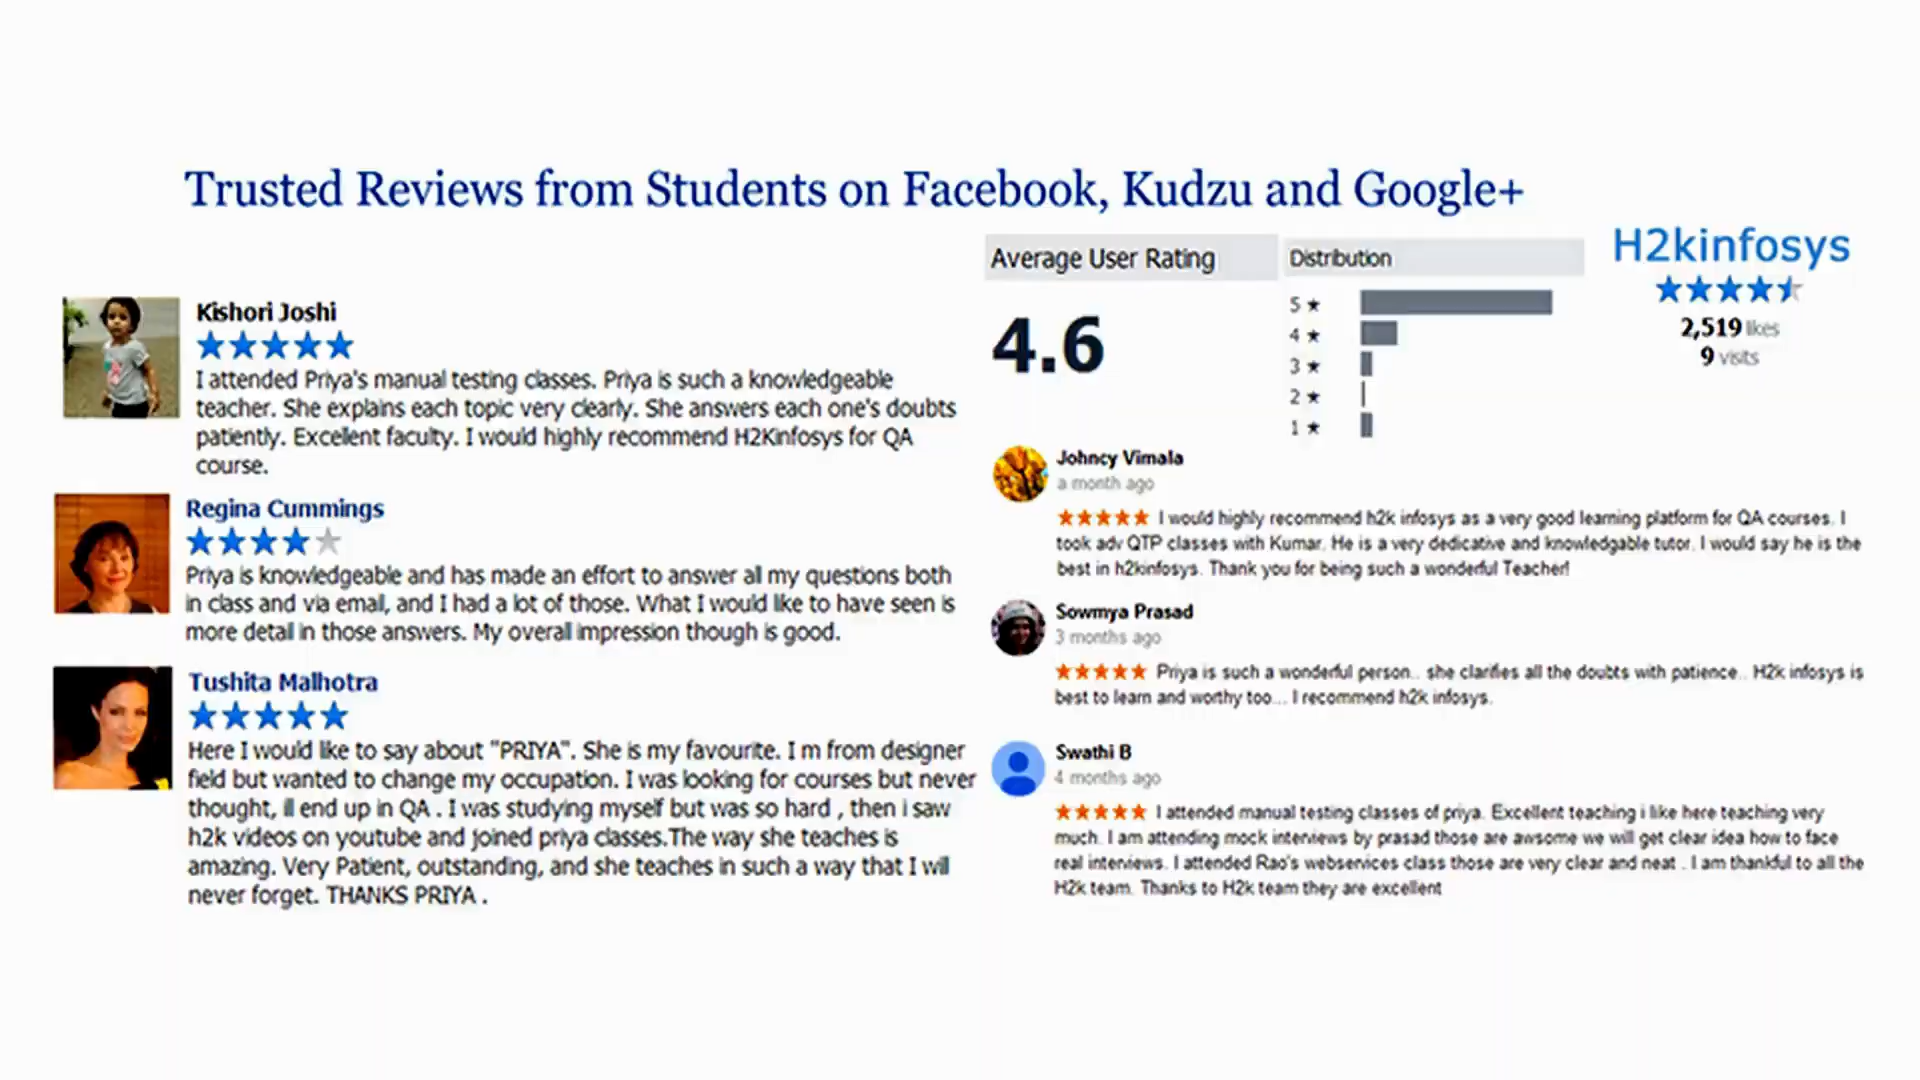 Trusted Reviews from Students on Facebook, Kudzu and Google+
Kishori Joshi
I attended Priya's manual testing classes. Priya is such a knowledgeable
teacher. She explains each topic very clearly. She answers each one's doubts
patiently. Excellent faculty. I would highly recommend H2Kinfosys for QA
course.
Regina Cummings
Priya is knowledgeable and has made an effort to answer all my questions both
in class and via email, and I had a lot of those. What I would like to have seen is
more detail in those answers. My overall impression though is good.
Tushita Malhotra
Here I would like to say about "PRIYA". She is my favourite. I m from designer
field but wanted to change my occupation. I was looking for courses but never
thought, ill end up in QA . I was studying myself but was so hard , then i saw
h2k videos on youtube and joined priya classes.The way she teaches is
amazing. Very Patient, outstanding, and she teaches in such a way that I will
never forget. THANKS PRIYA .
Average User Rating
4.6
Distribution
5 ★
4 ★
3 ★
2 ★
1 ★
H2kinfosys
2,519 likes
9 visits
Johncy Vimala
a month ago
I would highly recommend h2k infosys as a very good learning platform for QA courses. I
took adv QTP classes with Kumar. He is a very dedicative and knowledgable tutor. I would say he is the
best in h2kinfosys. Thank you for being such a wonderful Teacher!
Sowmya Prasad
3 months ago
Priya is such a wonderful person.. she clarifies all the doubts with patience.. H2k infosys is
best to learn and worthy too... I recommend h2k infosys.
Swathi B
4 months ago
I attended manual testing classes of priya. Excellent teaching i like here teaching very
much. I am attending mock interviews by prasad those are awsome we will get clear idea how to face
real interviews. I attended Rao's webservices class those are very clear and neat . I am thankful to all the
H2k team. Thanks to H2k team they are excellent